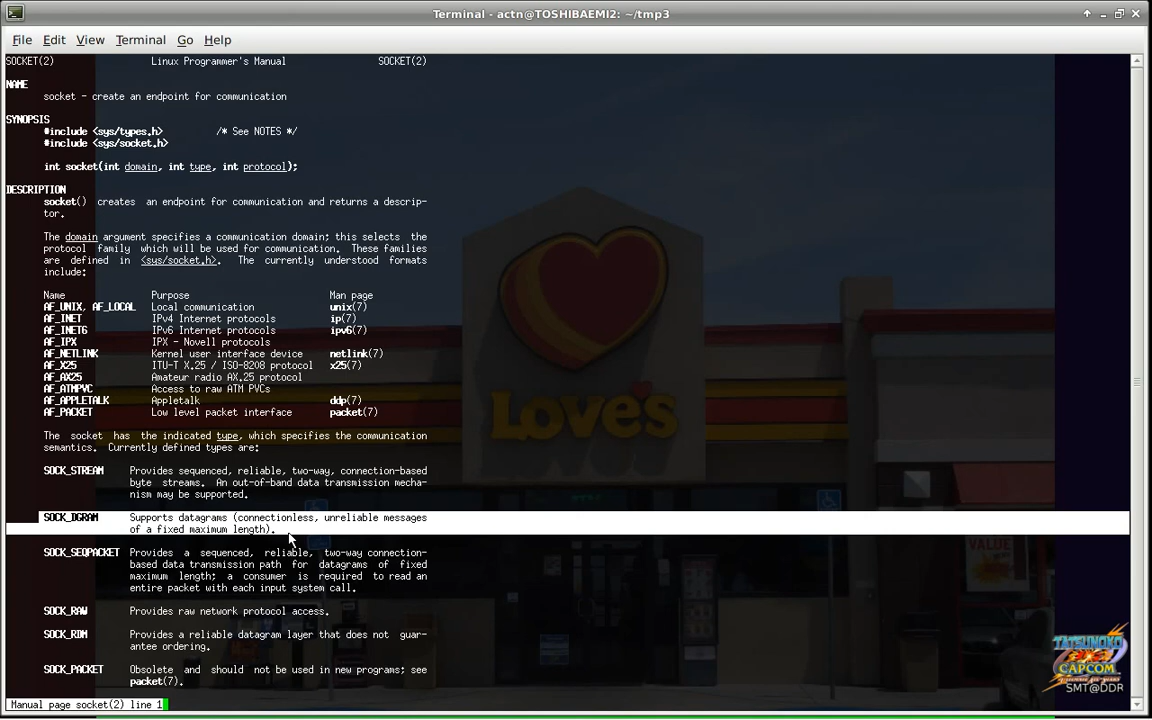 Terminal - actn@TOSHIBAEMI2: ~/tmp3
File Edit View Terminal Go Help
SOCKET(2) Linux Programmer's Manual SOCKET(2)
NAME
socket - create an endpoint for communication
SYNOPSIS
#include <sys/types.h> /* See NOTES */
#include <sys/socket.h>
int socket(int domain, int type, int protocol);
DESCRIPTION
socket() creates an endpoint for communication and returns a descrip-
tor.
The domain argument specifies a communication domain; this selects the
protocol family which will be used for communication. These families
are defined in <sys/socket.h>. The currently understood formats
include:
Name Purpose Man page
AF_UNIX, AF_LOCAL Local communication unix(7)
AF_INET IPv4 Internet protocols ip(7)
AF_INET6 IPv6 Internet protocols ipv6(7)
AF_IPX IPX - Novell protocols
AF_NETLINK Kernel user interface device netlink(7)
AF_X25 ITU-T X.25 / ISO-8208 protocol x25(7)
AF_AX25 Amateur radio AX.25 protocol
AF_ATMPVC Access to raw ATM PVCs
AF_APPLETALK Appletalk ddp(7)
AF_PACKET Low level packet interface packet(7)
The socket has the indicated type, which specifies the communication
semantics. Currently defined types are:
SOCK_STREAM Provides sequenced, reliable, two-way, connection-based
byte streams. An out-of-band data transmission mecha-
nism may be supported.
SOCK_DGRAM Supports datagrams (connectionless, unreliable messages
of a fixed maximum length).
SOCK_SEQPACKET Provides a sequenced, reliable, two-way connection-
based data transmission path for datagrams of fixed
maximum length; a consumer is required to read an
entire packet with each input system call.
SOCK_RAW Provides raw network protocol access.
SOCK_RDM Provides a reliable datagram layer that does not guar-
antee ordering.
SOCK_PACKET Obsolete and should not be used in new programs; see
packet(7).
Manual page socket(2) line 1
Love's
VALUE
TATSUNOKO
CAPCOM
SMT@DDR